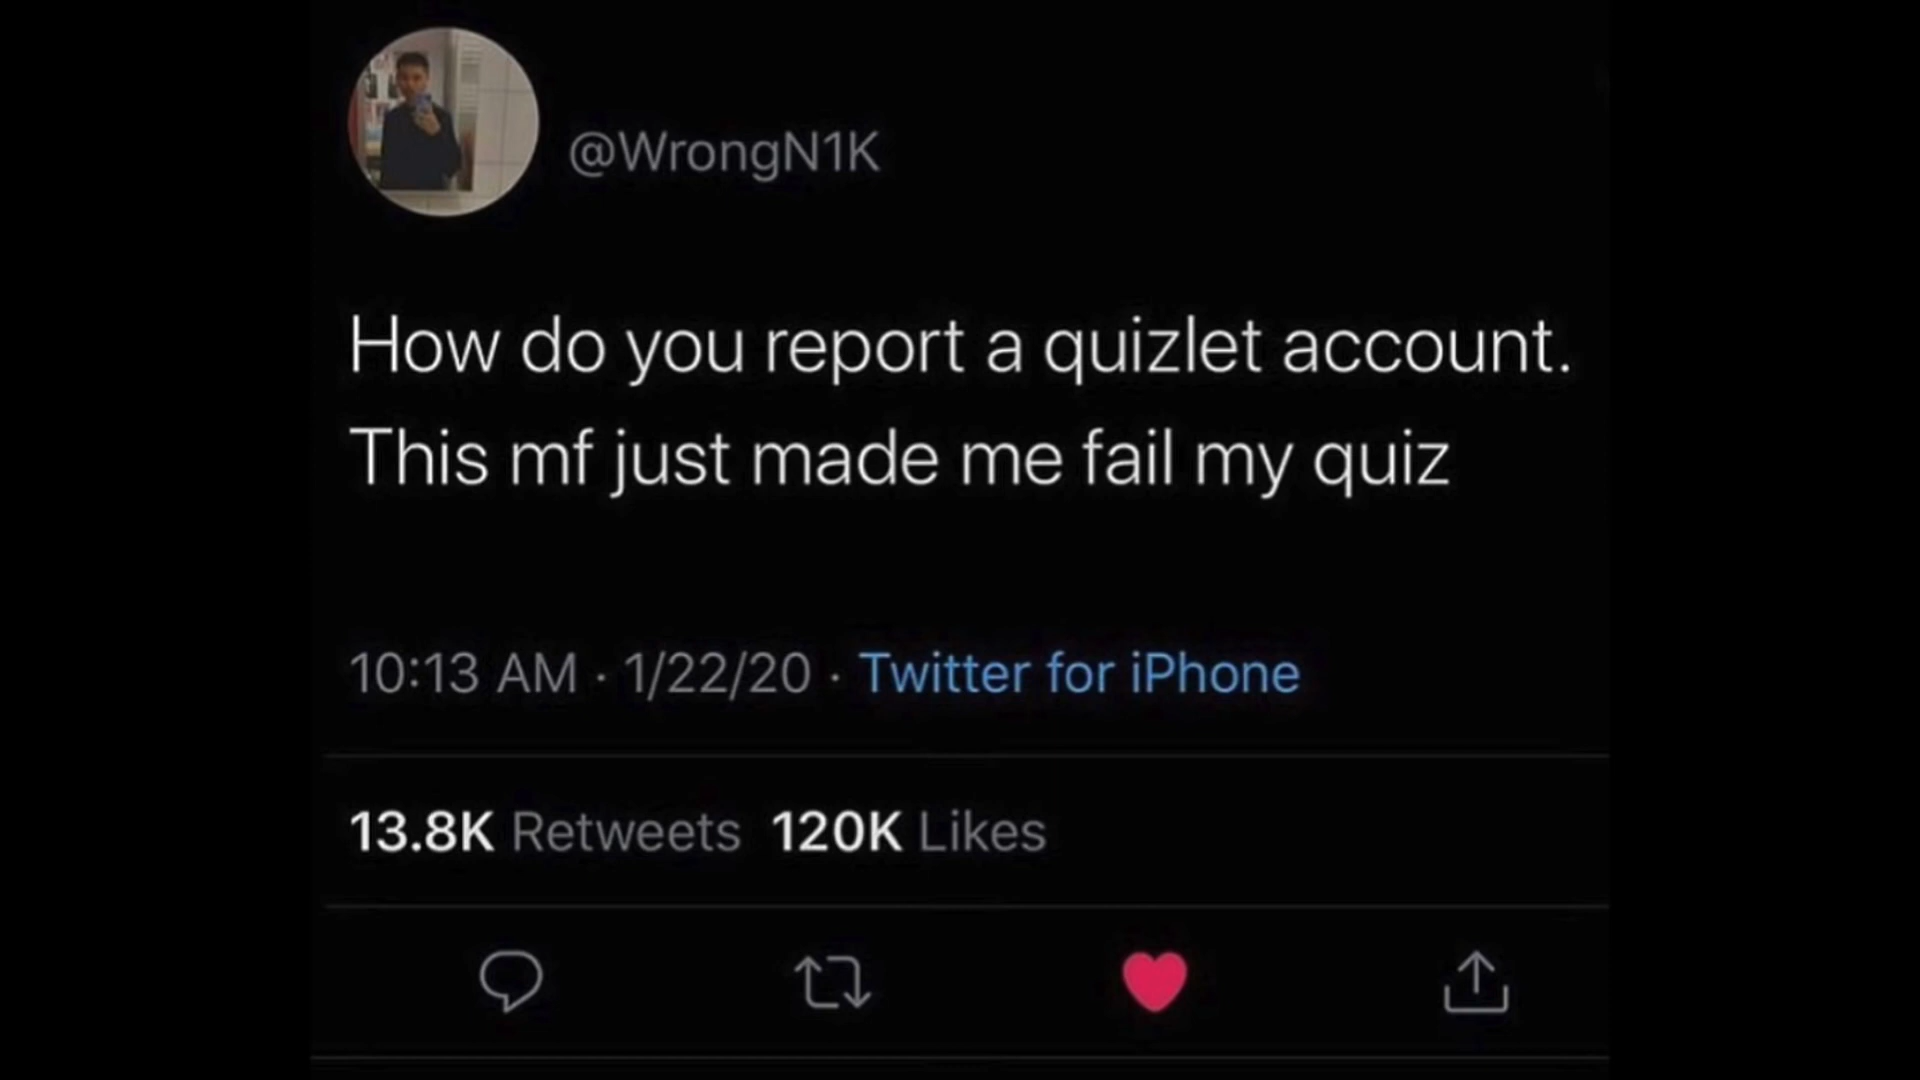 @WrongN1K
How do you report a quizlet account.
This mf just made me fail my quiz
10:13 AM · 1/22/20 · Twitter for iPhone
13.8K Retweets 120K Likes